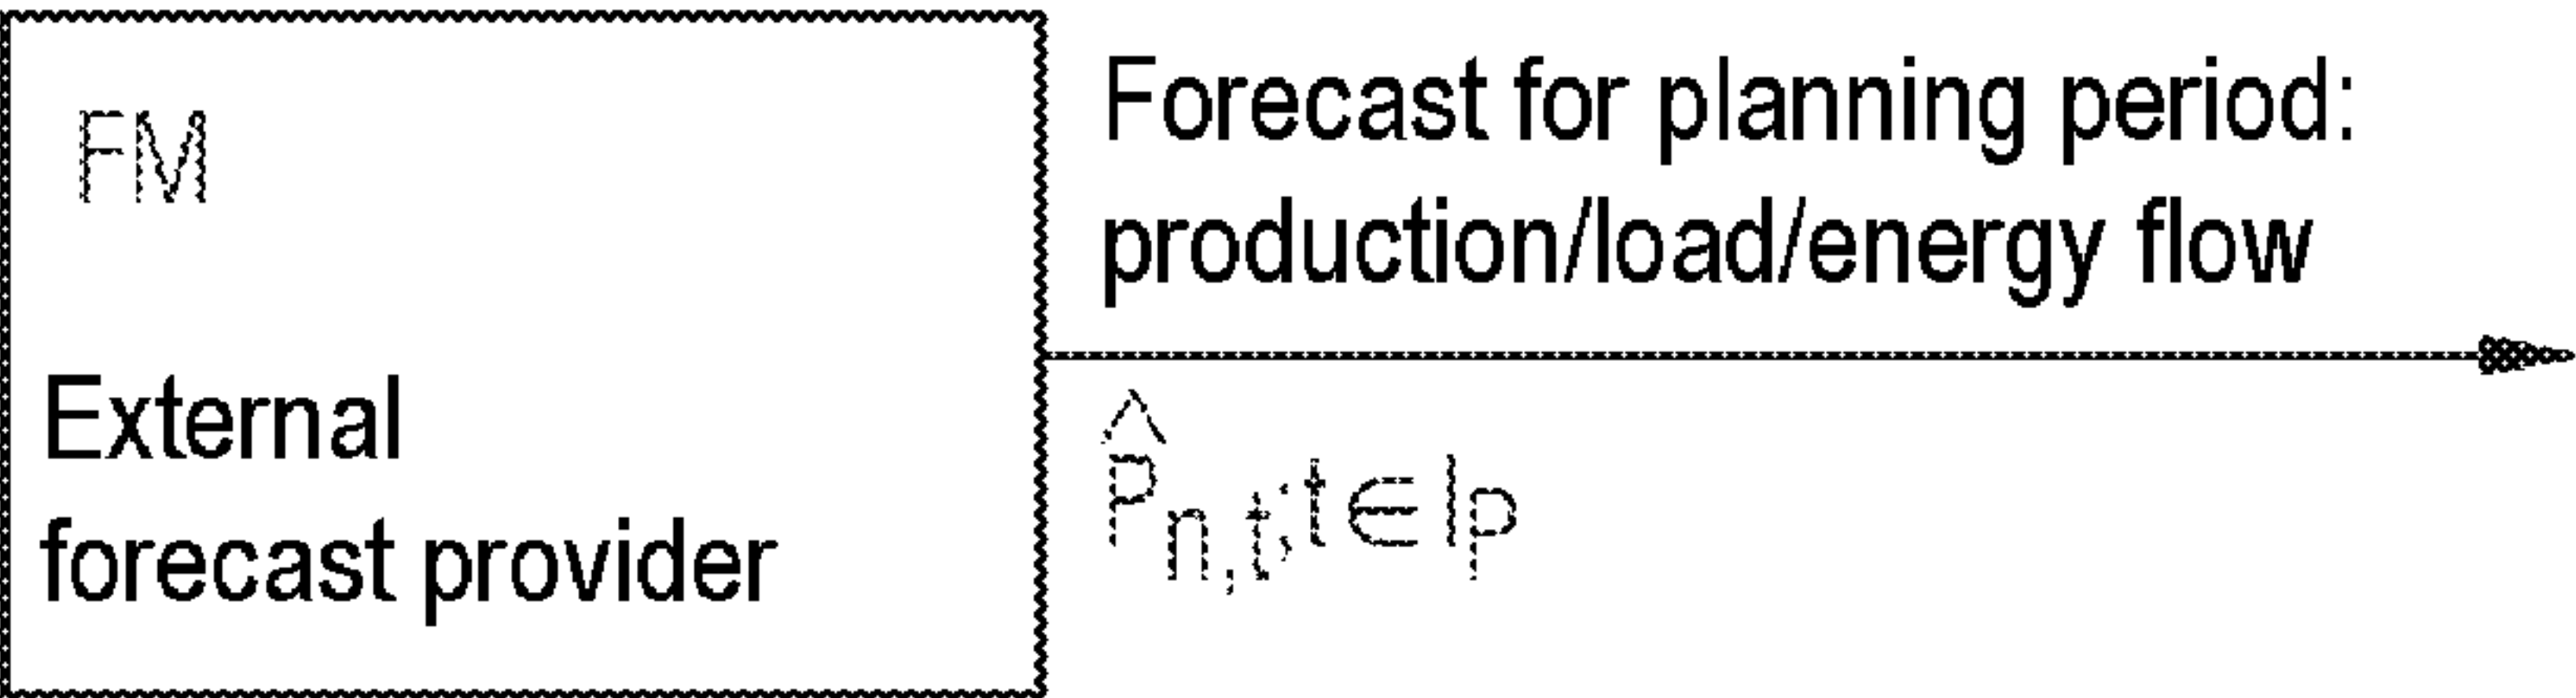 FM
External
forecast provider
Forecast for planning period:
production/load/energy flow
P̂n,t; t∈Ip